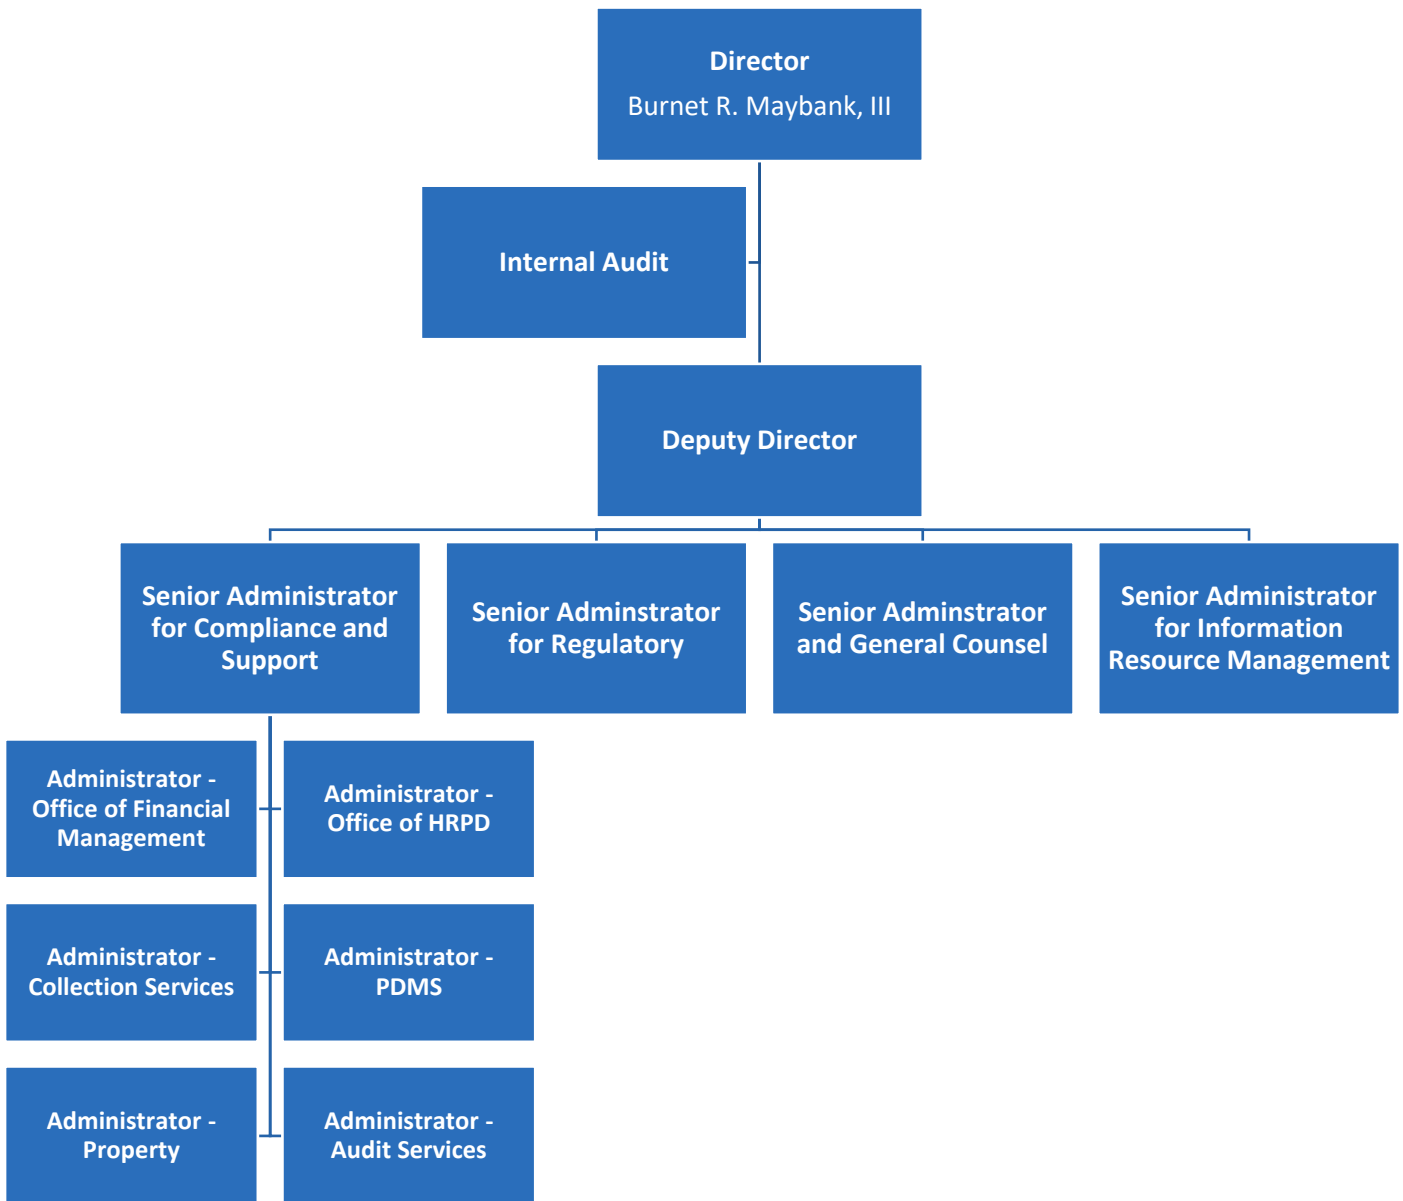 Director
Burnet R. Maybank, III
Internal Audit
Deputy Director
Senior Administrator
for Compliance and
Support
Senior Adminstrator
for Regulatory
Senior Adminstrator
and General Counsel
Senior Administrator
for Information
Resource Management
Administrator -
Office of Financial
Management
Administrator -
Office of HRPD
Administrator -
Collection Services
Administrator -
PDMS
Administrator -
Property
Administrator -
Audit Services